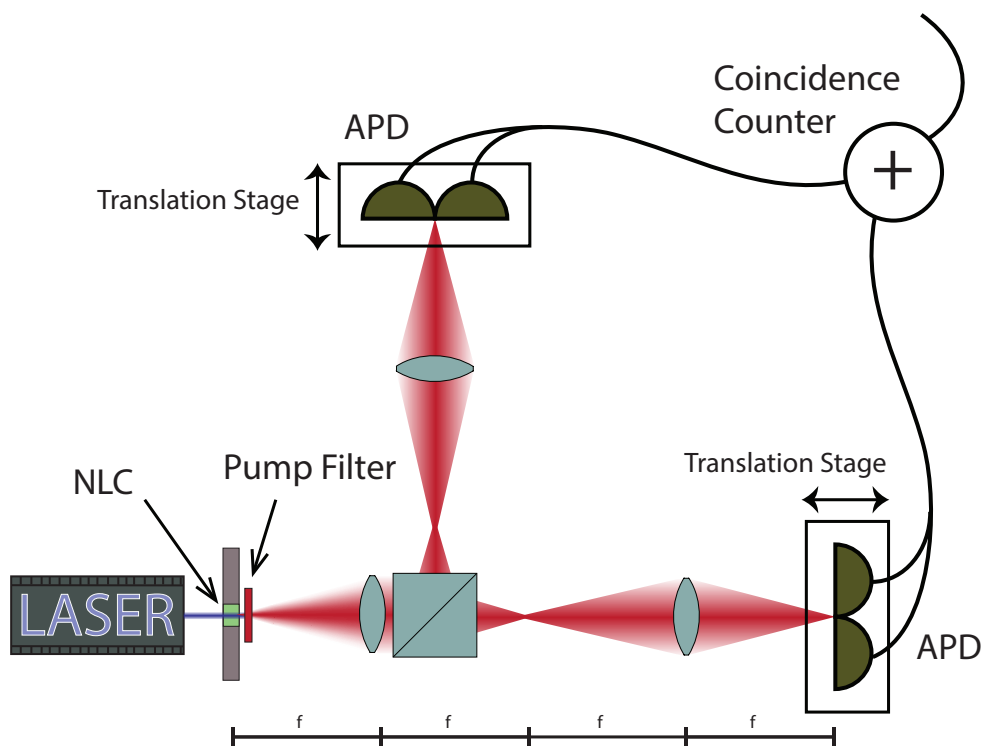 Coincidence
Counter
APD
Translation Stage
+
Translation Stage
Pump Filter
NLC
LASER
APD
f
f
f
f